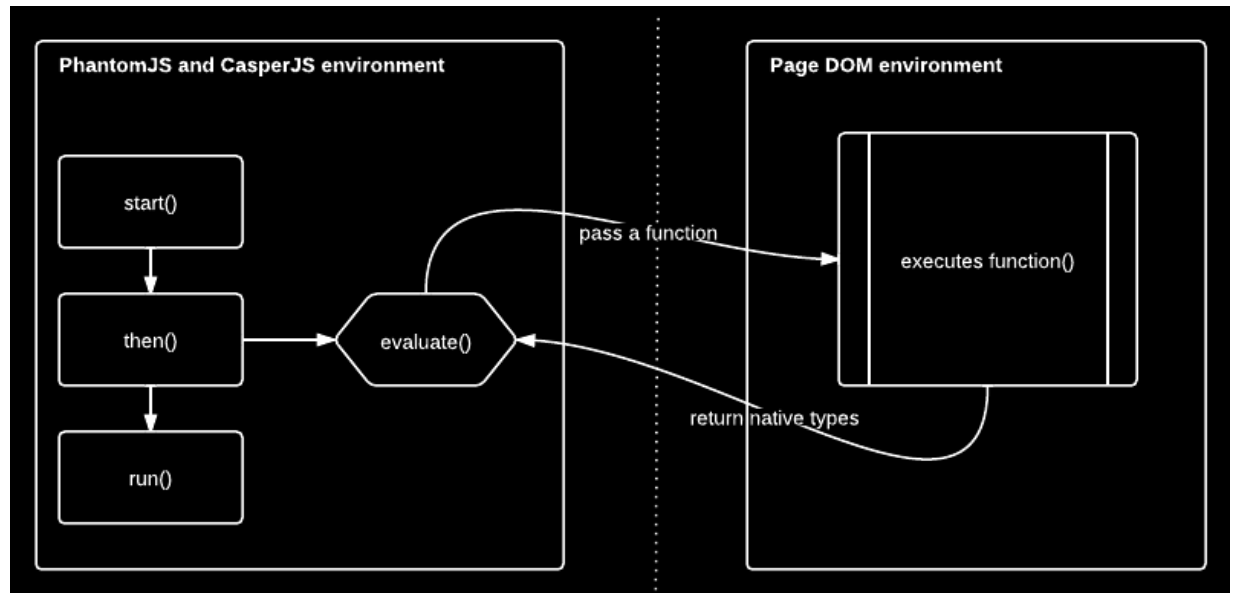 PhantomJS and CasperJS environment
Page DOM environment
start()
pass a function
executes function()
then()
evaluate()
return native types
run()